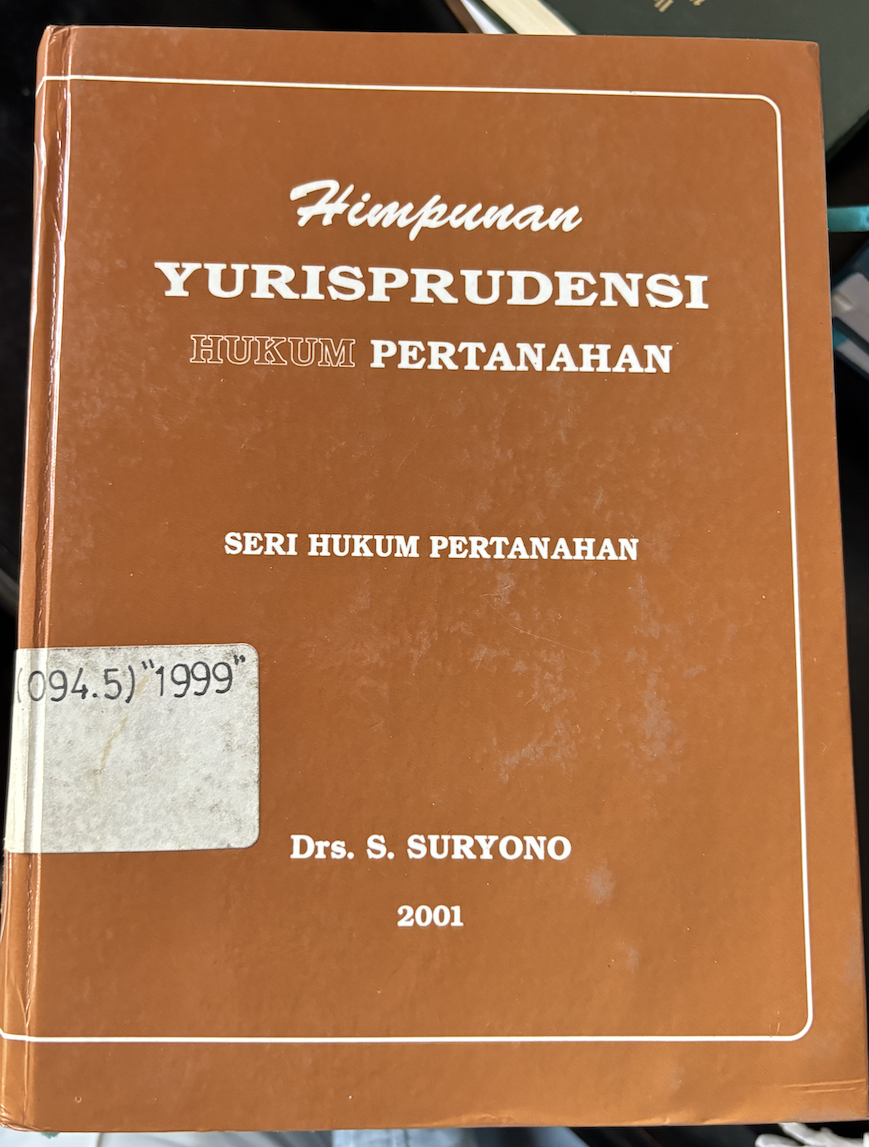 Himpunan
YURISPRUDENSI
HUKUM PERTANAHAN
SERI HUKUM PERTANAHAN
(094.5)"1999"
Drs. S. SURYONO
2001